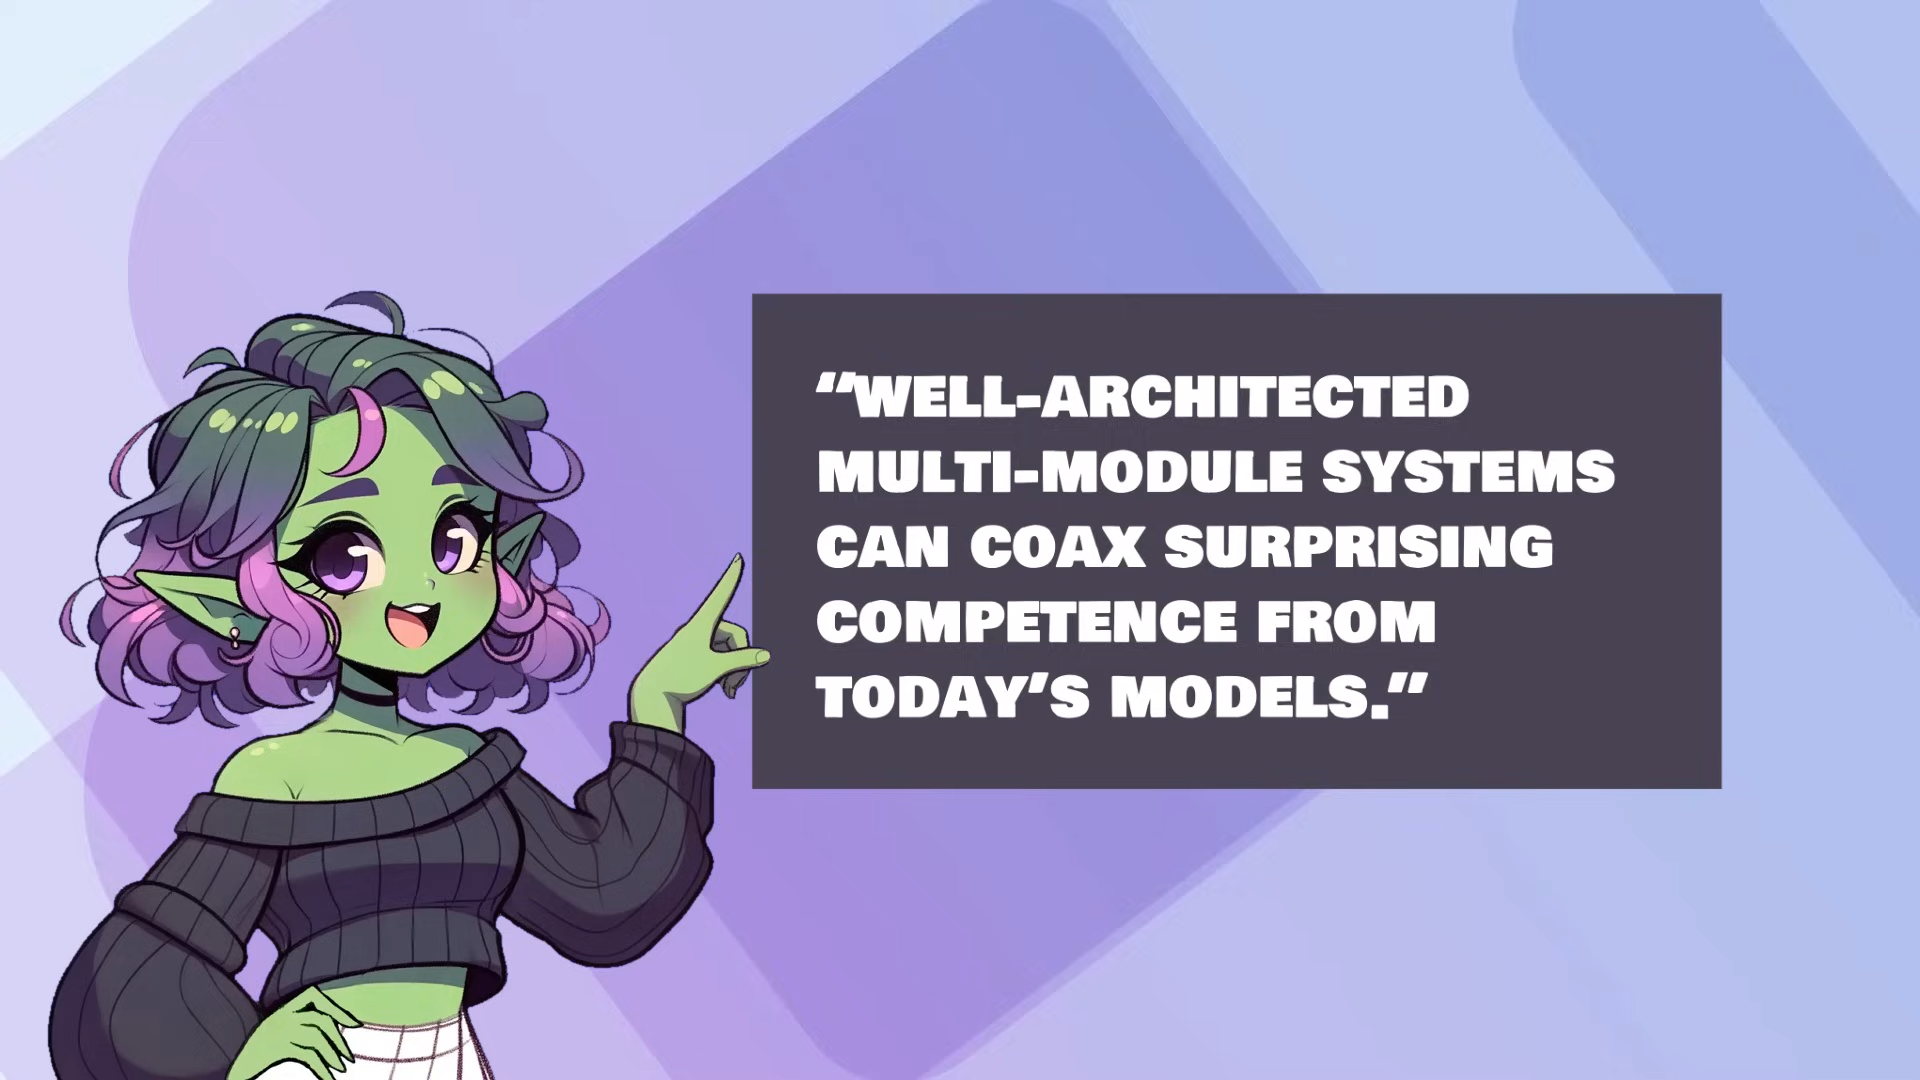 “WELL-ARCHITECTED
MULTI-MODULE SYSTEMS
CAN COAX SURPRISING
COMPETENCE FROM
TODAY’S MODELS.”